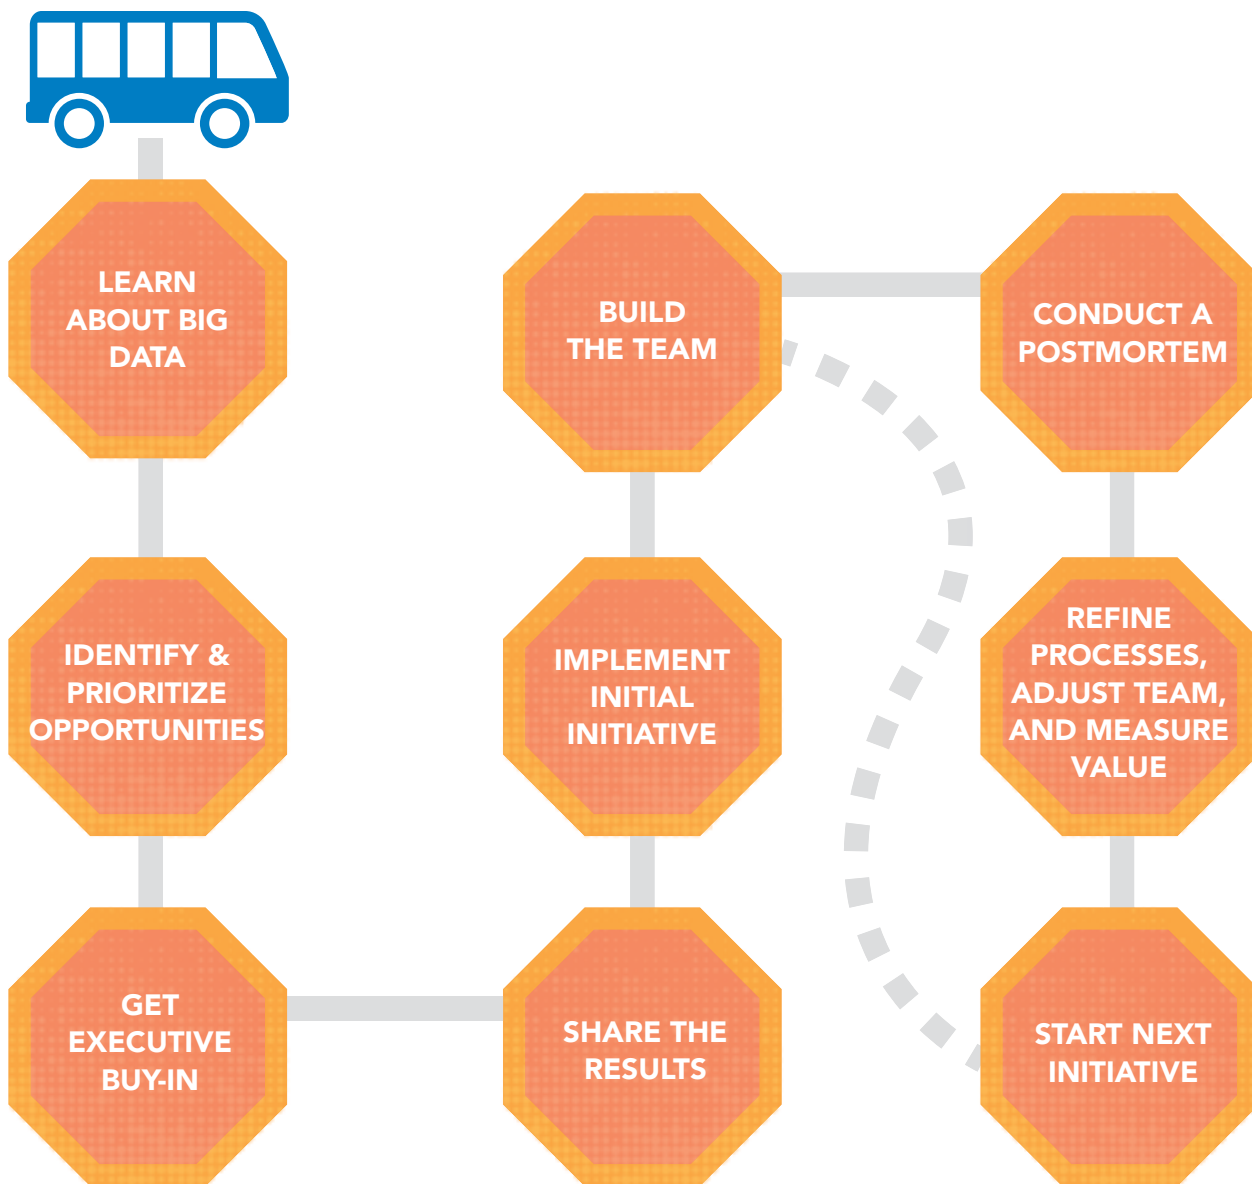 LEARN
ABOUT BIG
DATA
IDENTIFY &
PRIORITIZE
OPPORTUNITIES
GET
EXECUTIVE
BUY-IN
SHARE THE
RESULTS
IMPLEMENT
INITIAL
INITIATIVE
BUILD
THE TEAM
CONDUCT A
POSTMORTEM
REFINE
PROCESSES,
ADJUST TEAM,
AND MEASURE
VALUE
START NEXT
INITIATIVE